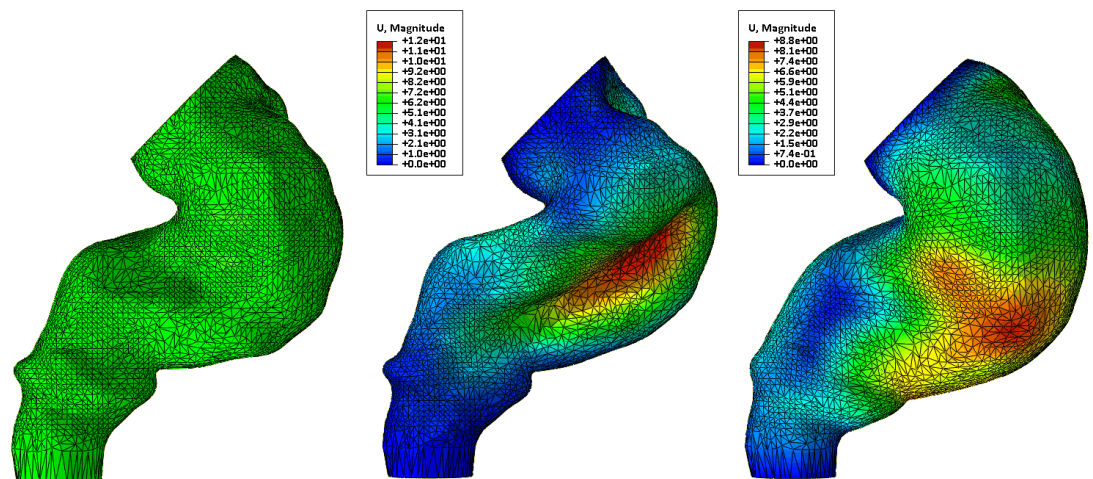 U, Magnitude
+1.2e+01
+1.1e+01
+1.0e+01
+9.2e+00
+8.2e+00
+7.2e+00
+6.2e+00
+5.1e+00
+4.1e+00
+3.1e+00
+2.1e+00
+1.0e+00
+0.0e+00
U, Magnitude
+8.8e+00
+8.1e+00
+7.4e+00
+6.6e+00
+5.9e+00
+5.1e+00
+4.4e+00
+3.7e+00
+2.9e+00
+2.2e+00
+1.5e+00
+7.4e-01
+0.0e+00